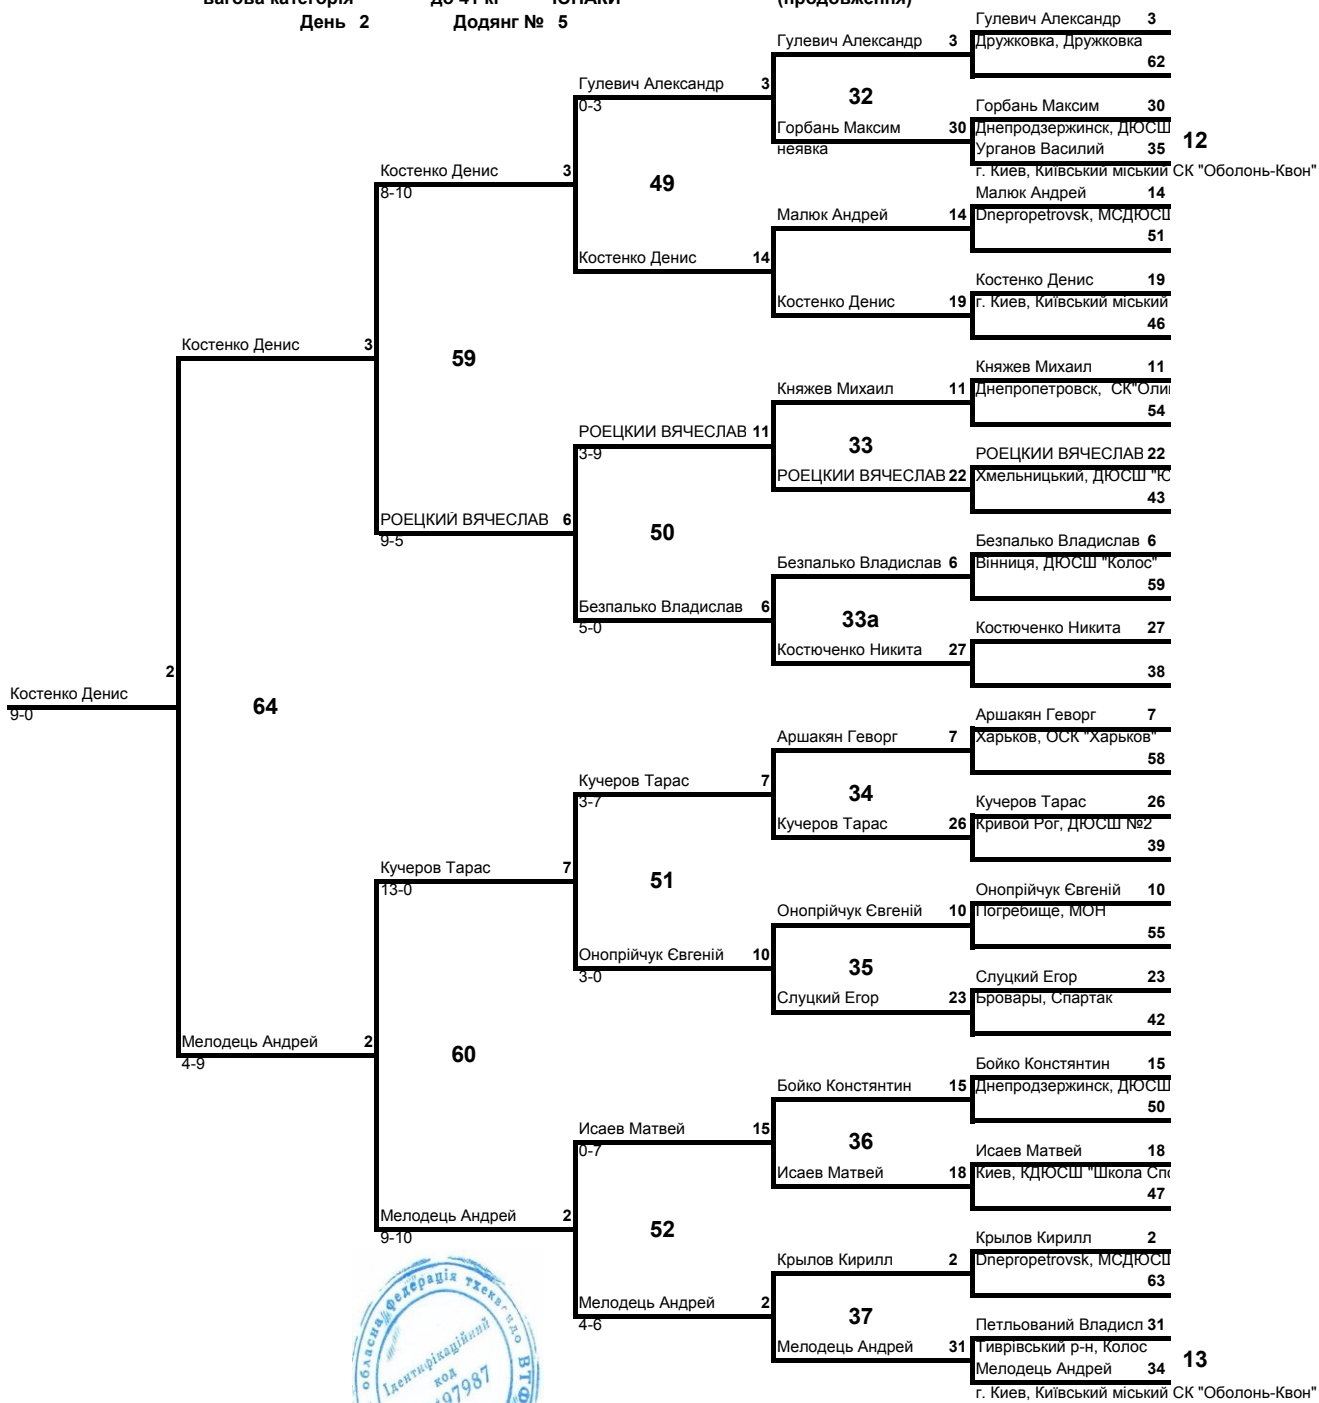 вагова категорія до 41 кг ЮНАКИ (продовження)
День 2 Додянг № 5
Гулевич Александр 3
Дружковка, Дружковка
62
Горбань Максим 30
Днепродзержинск, ДЮСШ
Урганов Василий 35
12
г. Киев, Київський міський СК "Оболонь-Квон"
Малюк Андрей 14
Dnepropetrovsk, МСДЮСШ
51
Костенко Денис 19
г. Киев, Київський міський
46
Княжев Михаил 11
Днепропетровск, СК"Оли
54
РОЕЦКИЙ ВЯЧЕСЛАВ 22
Хмельницький, ДЮСШ "Ю
43
Безпалько Владислав 6
Вінниця, ДЮСШ "Колос"
59
Костюченко Никита 27
38
Аршакян Геворг 7
Харьков, ОСК "Харьков"
58
Кучеров Тарас 26
Кривой Рог, ДЮСШ №2
39
Онопрійчук Євгеній 10
Погребище, МОН
55
Слуцкий Егор 23
Бровары, Спартак
42
Бойко Констянтин 15
Днепродзержинск, ДЮСШ
50
Исаев Матвей 18
Киев, КДЮСШ "Школа Спо
47
Крылов Кирилл 2
Dnepropetrovsk, МСДЮСШ
63
Петльований Владисл 31
Тиврівський р-н, Колос
Мелодець Андрей 34
13
г. Киев, Київський міський СК "Оболонь-Квон"
Гулевич Александр 3
32
Горбань Максим 30
неявка
Малюк Андрей 14
Костенко Денис 19
Княжев Михаил 11
33
РОЕЦКИЙ ВЯЧЕСЛАВ 22
Безпалько Владислав 6
33а
Костюченко Никита 27
Аршакян Геворг 7
34
Кучеров Тарас 26
Онопрійчук Євгеній 10
35
Слуцкий Егор 23
Бойко Констянтин 15
36
Исаев Матвей 18
Крылов Кирилл 2
37
Мелодець Андрей 31
Гулевич Александр 3
0-3
49
Костенко Денис 14
РОЕЦКИЙ ВЯЧЕСЛАВ 11
3-9
50
Безпалько Владислав 6
5-0
Кучеров Тарас 7
3-7
51
Онопрійчук Євгеній 10
3-0
Исаев Матвей 15
0-7
52
Мелодець Андрей 2
4-6
Костенко Денис 3
8-10
59
РОЕЦКИЙ ВЯЧЕСЛАВ 6
9-5
Кучеров Тарас 7
13-0
60
Мелодець Андрей 2
9-10
Костенко Денис 3
64
Мелодець Андрей 2
4-9
2
Костенко Денис
9-0
обласна Федерація тхеквондо ВТФ
Ідентифікаційний
код
97987